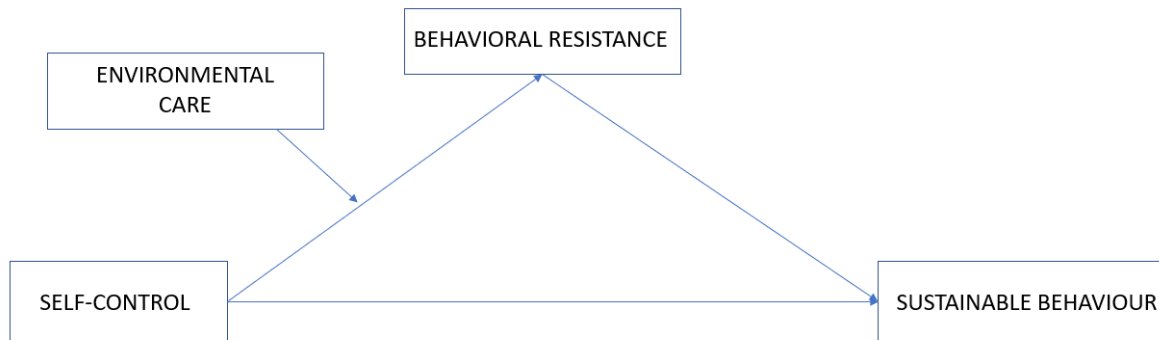 BEHAVIORAL RESISTANCE
ENVIRONMENTAL
CARE
SELF-CONTROL
SUSTAINABLE BEHAVIOUR